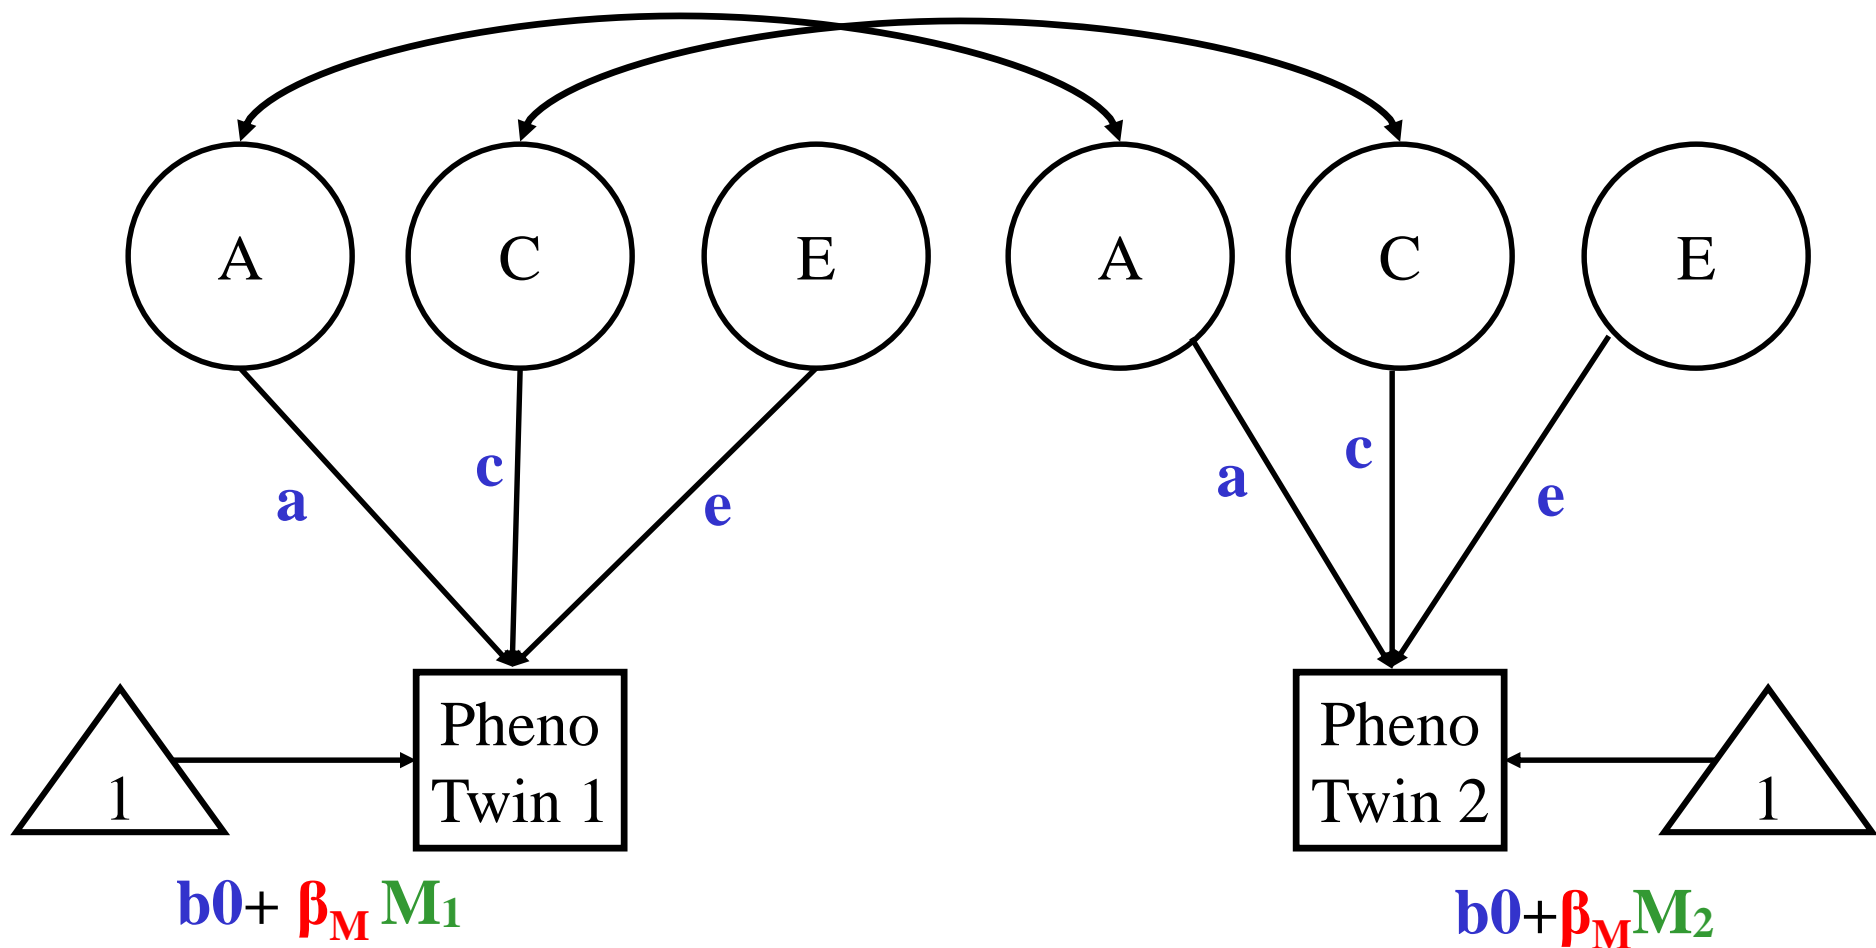 A C E A C E
a c e a c e
Pheno
Twin 1
Pheno
Twin 2
1
1
b0+ βM M1
b0+βMM2